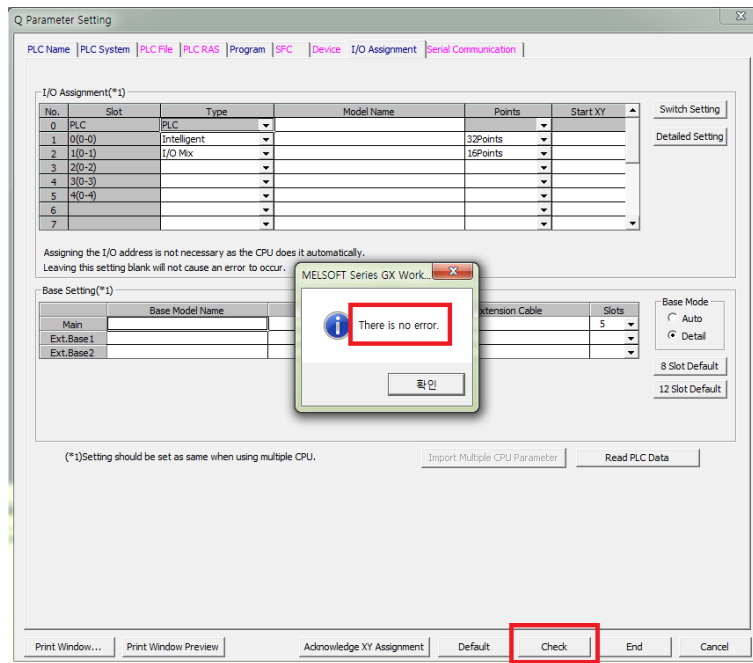 Q Parameter Setting
PLC Name PLC System PLC File PLC RAS Program SFC Device I/O Assignment Serial Communication
I/O Assignment(*1)
No. Slot Type Model Name Points Start XY
0 PLC PLC
1 0(0-0) Intelligent 32Points
2 1(0-1) I/O Mix 16Points
3 2(0-2)
4 3(0-3)
5 4(0-4)
6
7
Switch Setting
Detailed Setting
Assigning the I/O address is not necessary as the CPU does it automatically.
Leaving this setting blank will not cause an error to occur.
MELSOFT Series GX Work...
There is no error.
확인
Base Setting(*1)
Base Model Name xtension Cable Slots
Main 5
Ext.Base1
Ext.Base2
Base Mode
Auto
Detail
8 Slot Default
12 Slot Default
(*1)Setting should be set as same when using multiple CPU.
Import Multiple CPU Parameter
Read PLC Data
Print Window... Print Window Preview Acknowledge XY Assignment Default Check End Cancel